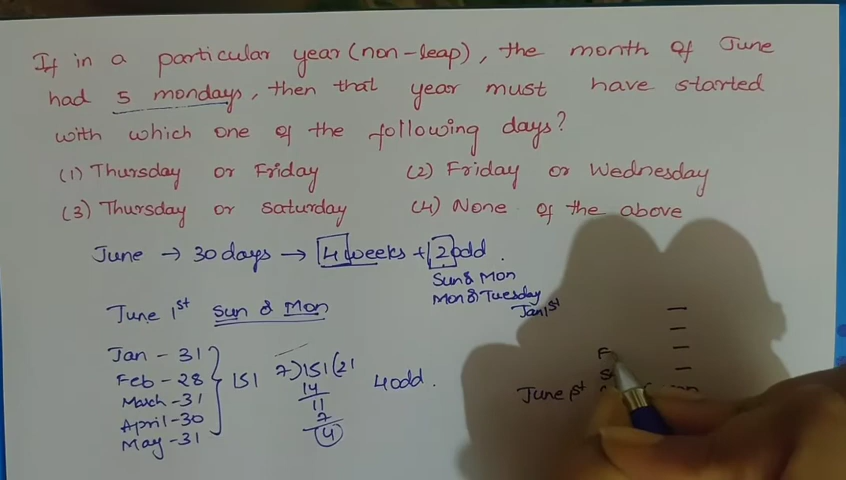 If in a particular year (non-leap), the month of June
had 5 mondays, then that year must have started
with which one of the following days?
(1) Thursday or Friday (2) Friday or Wednesday
(3) Thursday or Saturday (4) None of the above
June → 30 days → 4 weeks + 2 odd.
Sun & Mon
Mon & Tuesday
June 1st Sun & Mon
Jan 1st
Jan - 31
Feb - 28
March - 31
April - 30
May - 31
151
7)151(21
14
11
7
4
4 odd.
F
June 1st